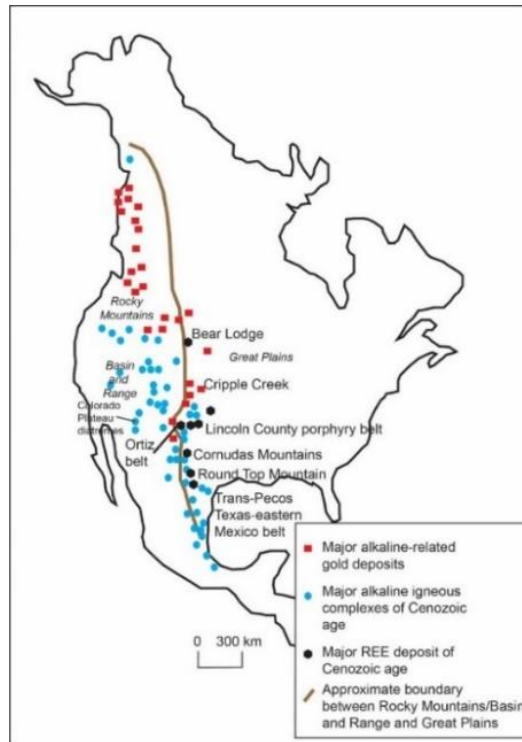 Rocky
Mountains
Bear Lodge
Great Plains
Basin
and
Range
Cripple Creek
Colorado
Plateau
diatremes
Lincoln County porphyry belt
Ortiz
belt
Cornudas Mountains
Round Top Mountain
Trans-Pecos
Texas-eastern
Mexico belt
Major alkaline-related
gold deposits
Major alkaline igneous
complexes of Cenozoic
age
0 300 km
Major REE deposit of
Cenozoic age
Approximate boundary
between Rocky Mountains/Basin
and Range and Great Plains